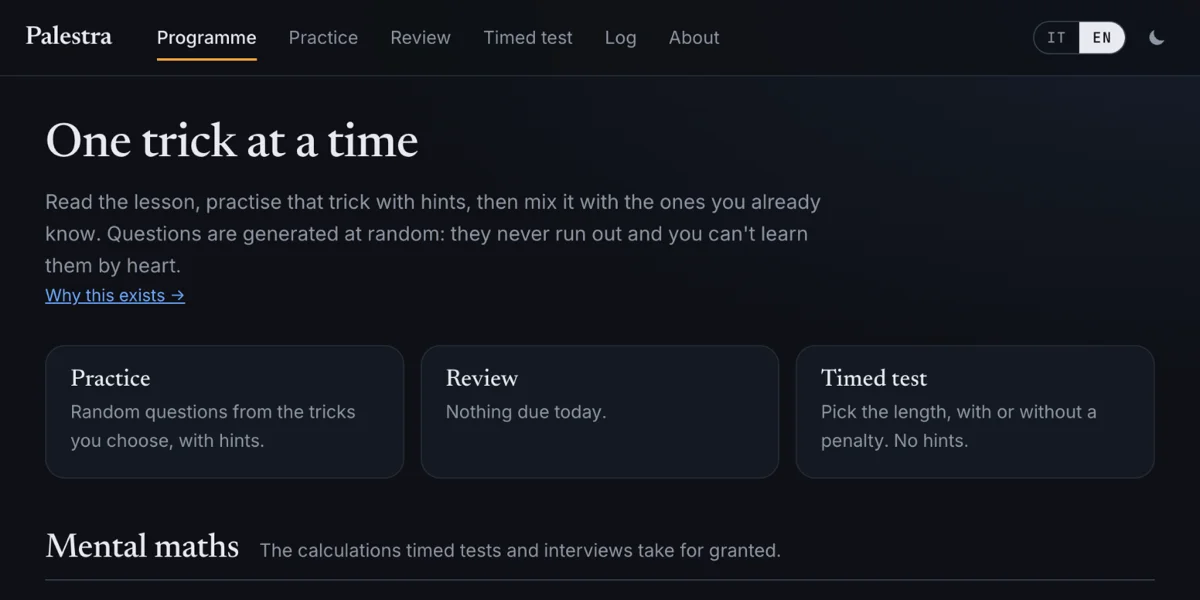 Palestra
Programme
Practice
Review
Timed test
Log
About
IT
EN
One trick at a time
Read the lesson, practise that trick with hints, then mix it with the ones you already
know. Questions are generated at random: they never run out and you can't learn
them by heart.
Why this exists →
Practice
Random questions from the tricks
you choose, with hints.
Review
Nothing due today.
Timed test
Pick the length, with or without a
penalty. No hints.
Mental maths
The calculations timed tests and interviews take for granted.